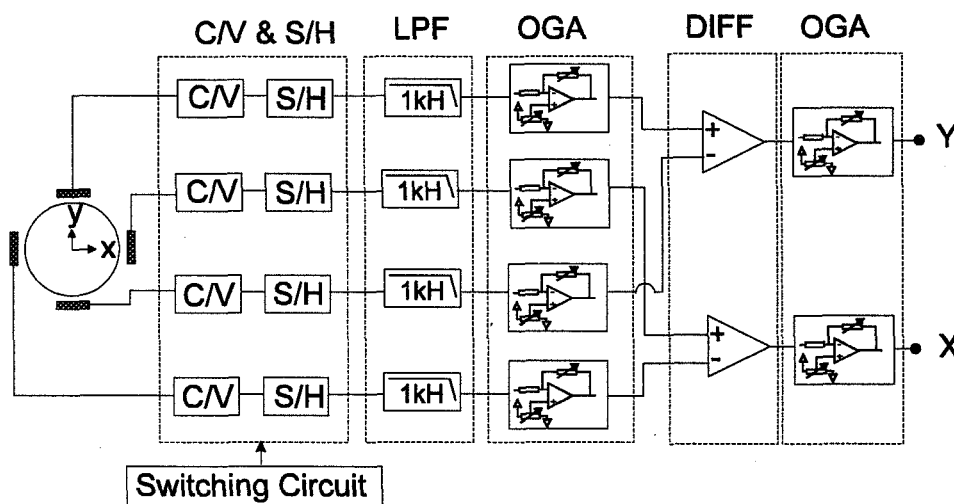 C/V & S/H LPF OGA DIFF OGA
C/V S/H 1kH
+
-
Y
C/V S/H 1kH
y
x
C/V S/H 1kH
+
-
X
C/V S/H 1kH
Switching Circuit